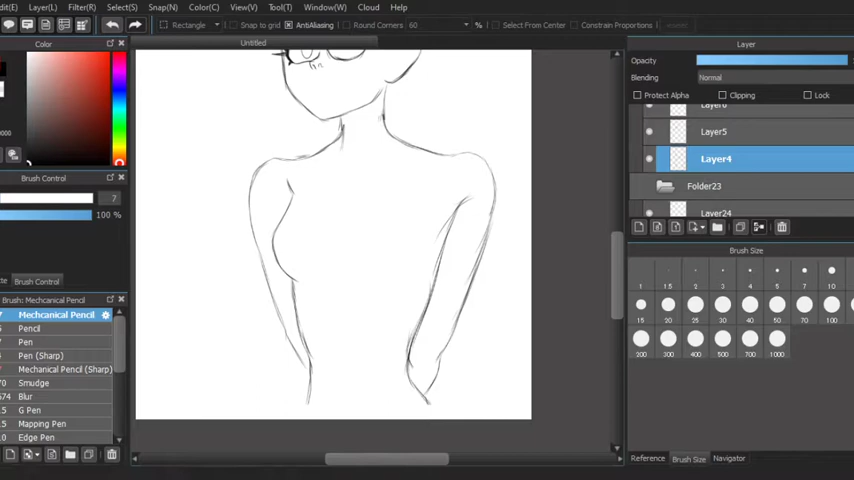 Select(S) Snap(N) Color(C) View(V) Tool(T) Window(W) Cloud Help
Rectangle Snap to grid AntiAliasing Round Corners 60 % Select From Center Constrain Proportions
Color
Untitled
Layer
Opacity
Blending Normal
Protect Alpha Clipping Lock
Layer5
Layer4
Folder23
Layer24
Brush Control
7
100 %
Brush Control
Brush: Mechcanical Pencil
Mechcanical Pencil
Pencil
Pen
Pen (Sharp)
Mechanical Pencil (Sharp)
70 Smudge
Blur
15 G Pen
Mapping Pen
10 Edge Pen
Brush Size
1 1.5 2 3 4 5 7 10
15 20 25 30 40 50 70 100
200 300 400 500 700 1000
Reference Brush Size Navigator